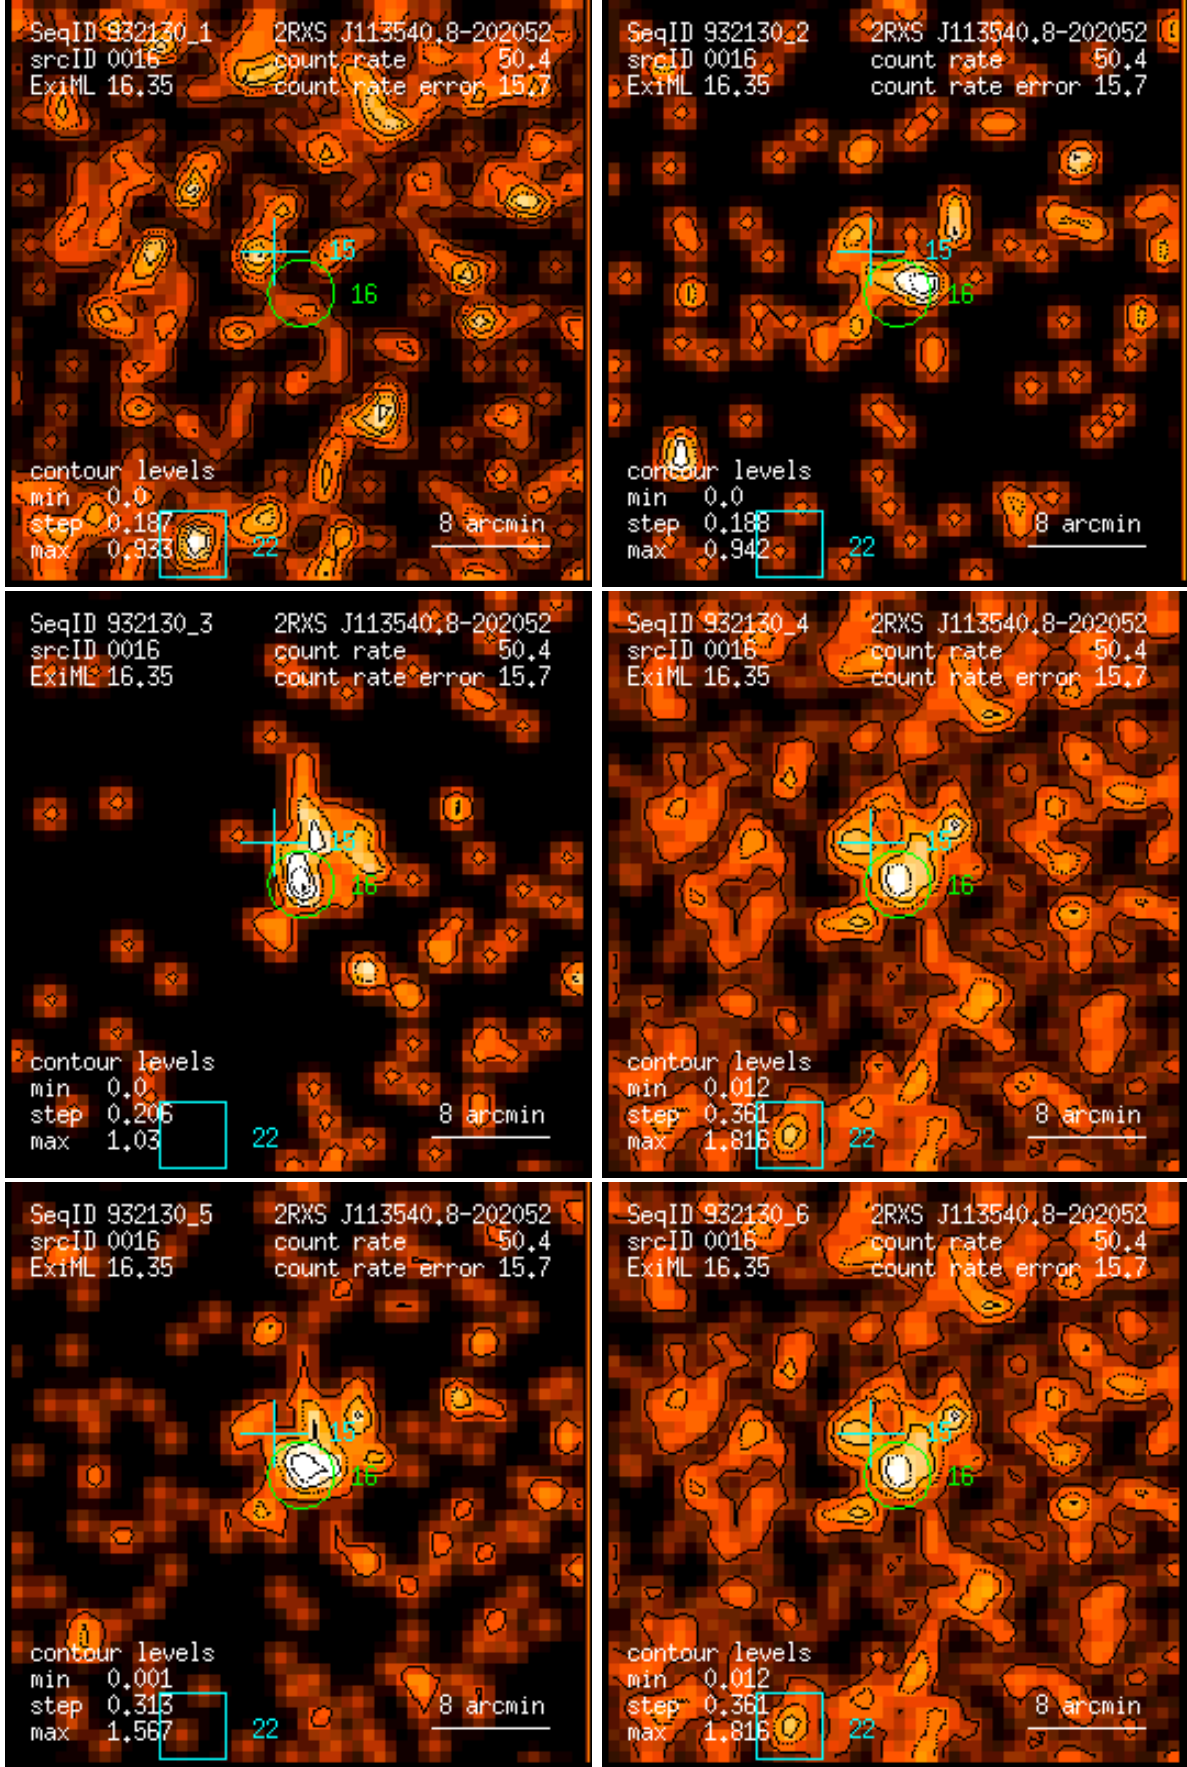 SeqID 932130_1 2RXS J113540.8-202052
srcID 0016 count rate 50.4
ExiML 16.35 count rate error 15.7
15
16
contour levels
min 0.0
step 0.187 8 arcmin
max 0.933 22
SeqID 932130_2 2RXS J113540.8-202052
srcID 0016 count rate 50.4
ExiML 16.35 count rate error 15.7
15
16
contour levels
min 0.0
step 0.188 8 arcmin
max 0.942 22
SeqID 932130_3 2RXS J113540.8-202052
srcID 0016 count rate 50.4
ExiML 16.35 count rate error 15.7
15
16
contour levels
min 0.0
step 0.206 8 arcmin
max 1.03 22
SeqID 932130_4 2RXS J113540.8-202052
srcID 0016 count rate 50.4
ExiML 16.35 count rate error 15.7
15
16
contour levels
min 0.012
step 0.361 8 arcmin
max 1.816 22
SeqID 932130_5 2RXS J113540.8-202052
srcID 0016 count rate 50.4
ExiML 16.35 count rate error 15.7
15
16
contour levels
min 0.001
step 0.313 8 arcmin
max 1.567 22
SeqID 932130_6 2RXS J113540.8-202052
srcID 0016 count rate 50.4
ExiML 16.35 count rate error 15.7
15
16
contour levels
min 0.012
step 0.361 8 arcmin
max 1.816 22